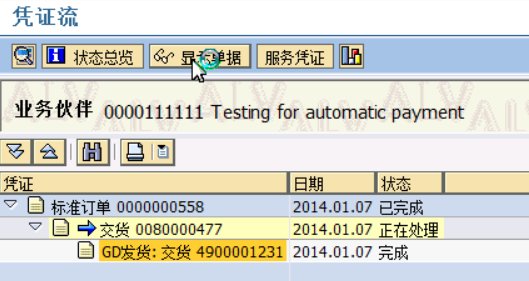 凭证流
状态总览 显示单据 服务凭证
业务伙伴 0000111111 Testing for automatic payment
凭证 日期 状态
标准订单 0000000558 2014.01.07 已完成
交货 0080000477 2014.01.07 正在处理
GD发货: 交货 4900001231 2014.01.07 完成